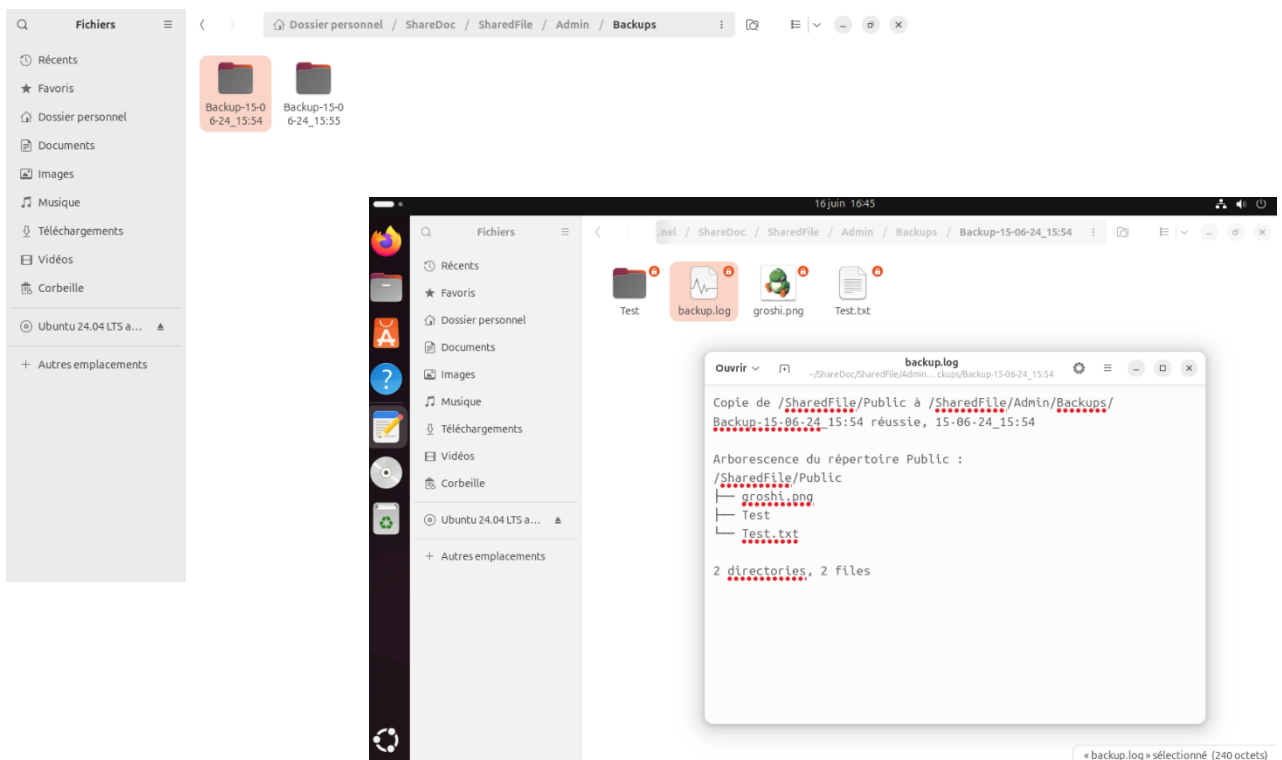 Fichiers
Dossier personnel / ShareDoc / SharedFile / Admin / Backups
Récents
Favoris
Dossier personnel
Documents
Images
Musique
Téléchargements
Vidéos
Corbeille
Ubuntu 24.04 LTS a...
+ Autres emplacements
Backup-15-0
6-24_15:54
Backup-15-0
6-24_15:55
16 juin 16:45
Fichiers
..nel / ShareDoc / SharedFile / Admin / Backups / Backup-15-06-24_15:54
Récents
Favoris
Dossier personnel
Documents
Images
Musique
Téléchargements
Vidéos
Corbeille
Ubuntu 24.04 LTS a...
+ Autres emplacements
Test
backup.log
groshi.png
Test.txt
Ouvrir
backup.log
~/ShareDoc/SharedFile/Admin... ckups/Backup-15-06-24_15:54
Copie de /SharedFile/Public à /SharedFile/Admin/Backups/
Backup-15-06-24_15:54 réussie, 15-06-24_15:54
Arborescence du répertoire Public :
/SharedFile/Public
├── groshi.png
├── Test
└── Test.txt
2 directories, 2 files
« backup.log » sélectionné (240 octets)